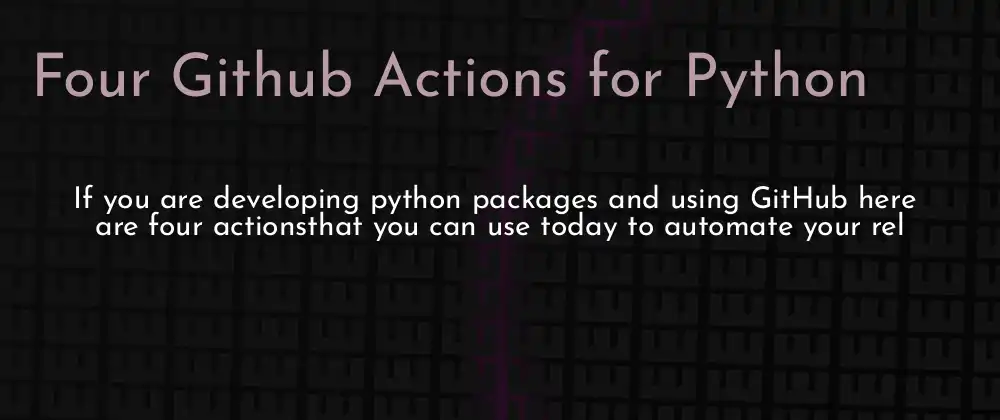 Four Github Actions for Python
If you are developing python packages and using GitHub here
are four actionsthat you can use today to automate your rel